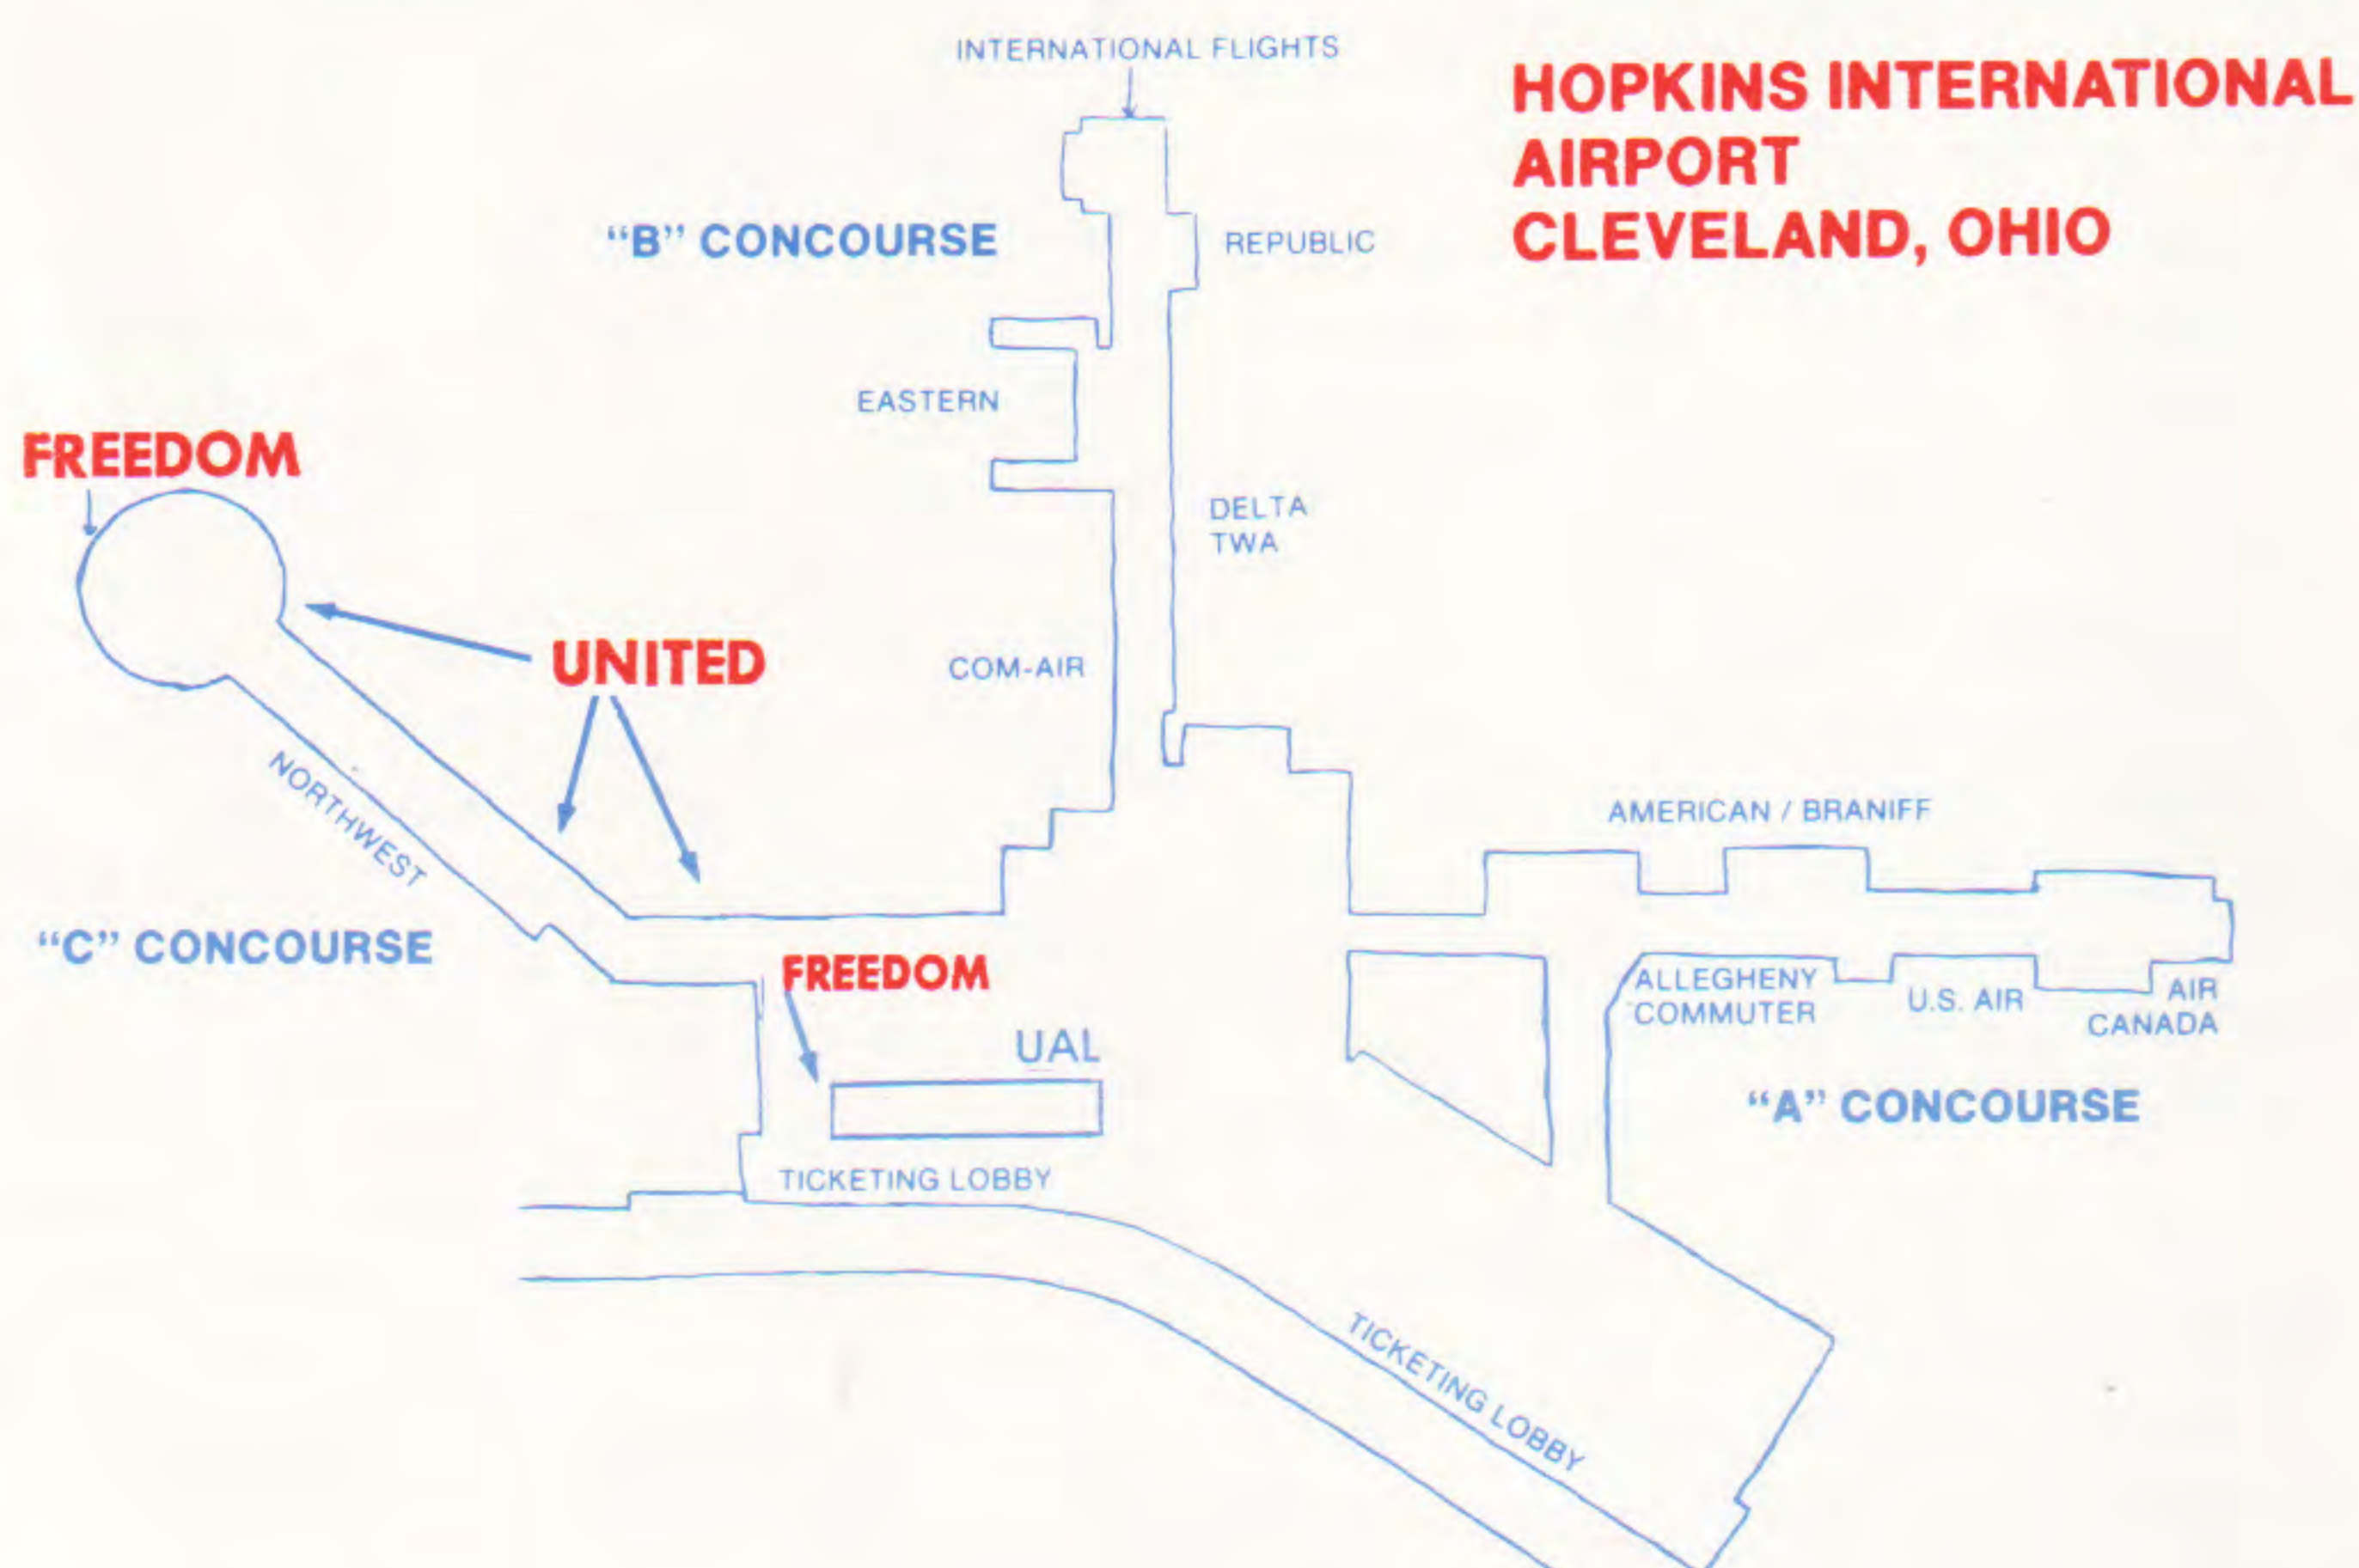 INTERNATIONAL FLIGHTS
HOPKINS INTERNATIONAL
AIRPORT
CLEVELAND, OHIO
“B” CONCOURSE
REPUBLIC
EASTERN
FREEDOM
DELTA
TWA
UNITED
COM-AIR
NORTHWEST
AMERICAN / BRANIFF
“C” CONCOURSE
FREEDOM
ALLEGHENY
COMMUTER
U.S. AIR
AIR
CANADA
UAL
“A” CONCOURSE
TICKETING LOBBY
TICKETING LOBBY